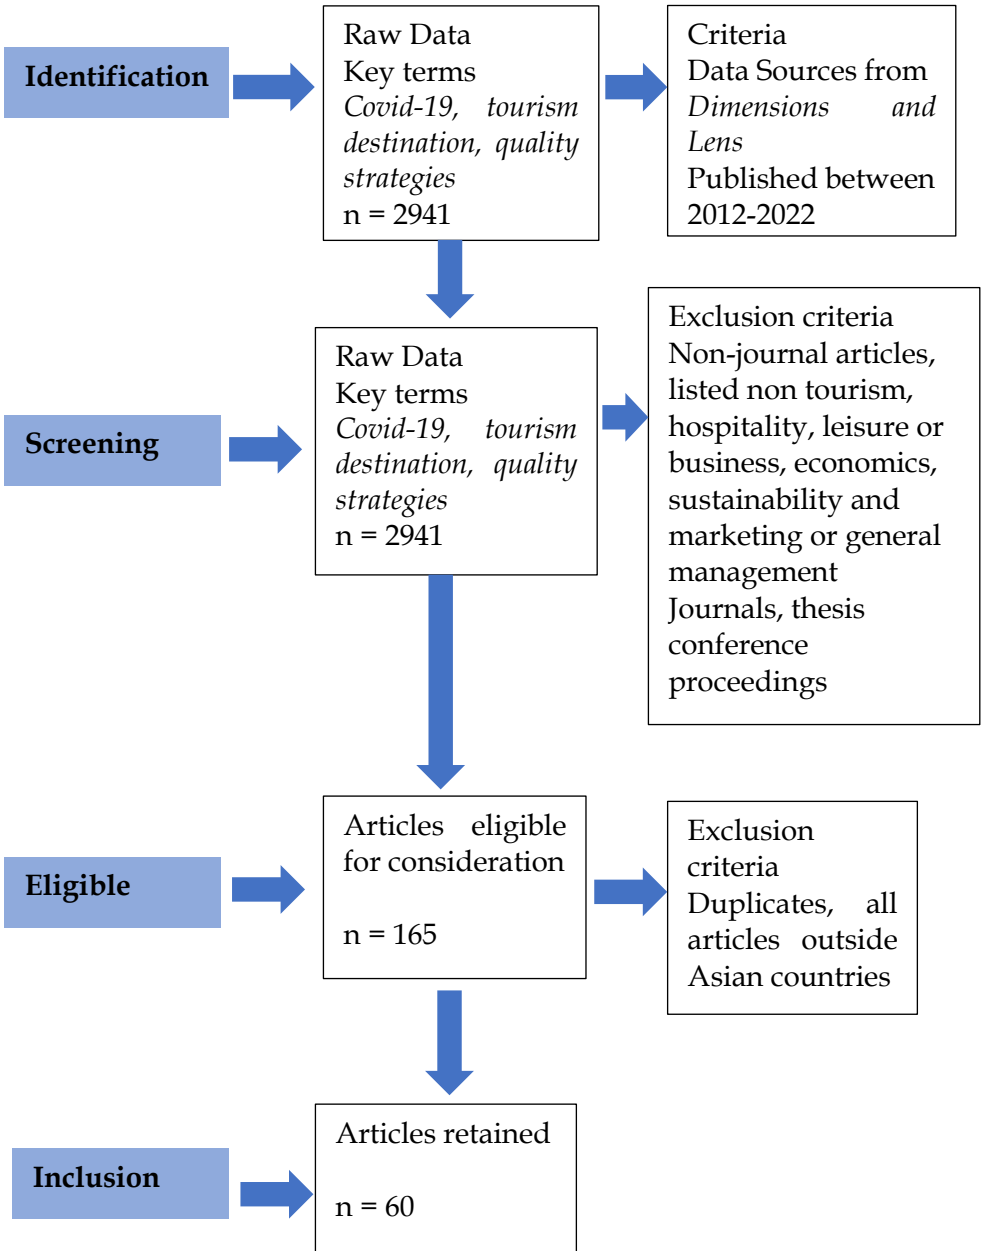 Identification
Raw Data
Key terms
Covid-19, tourism
destination, quality
strategies
n = 2941
Criteria
Data Sources from
Dimensions and
Lens
Published between
2012-2022
Screening
Raw Data
Key terms
Covid-19, tourism
destination, quality
strategies
n = 2941
Exclusion criteria
Non-journal articles,
listed non tourism,
hospitality, leisure or
business, economics,
sustainability and
marketing or general
management
Journals, thesis
conference
proceedings
Eligible
Articles eligible
for consideration
n = 165
Exclusion
criteria
Duplicates, all
articles outside
Asian countries
Inclusion
Articles retained
n = 60